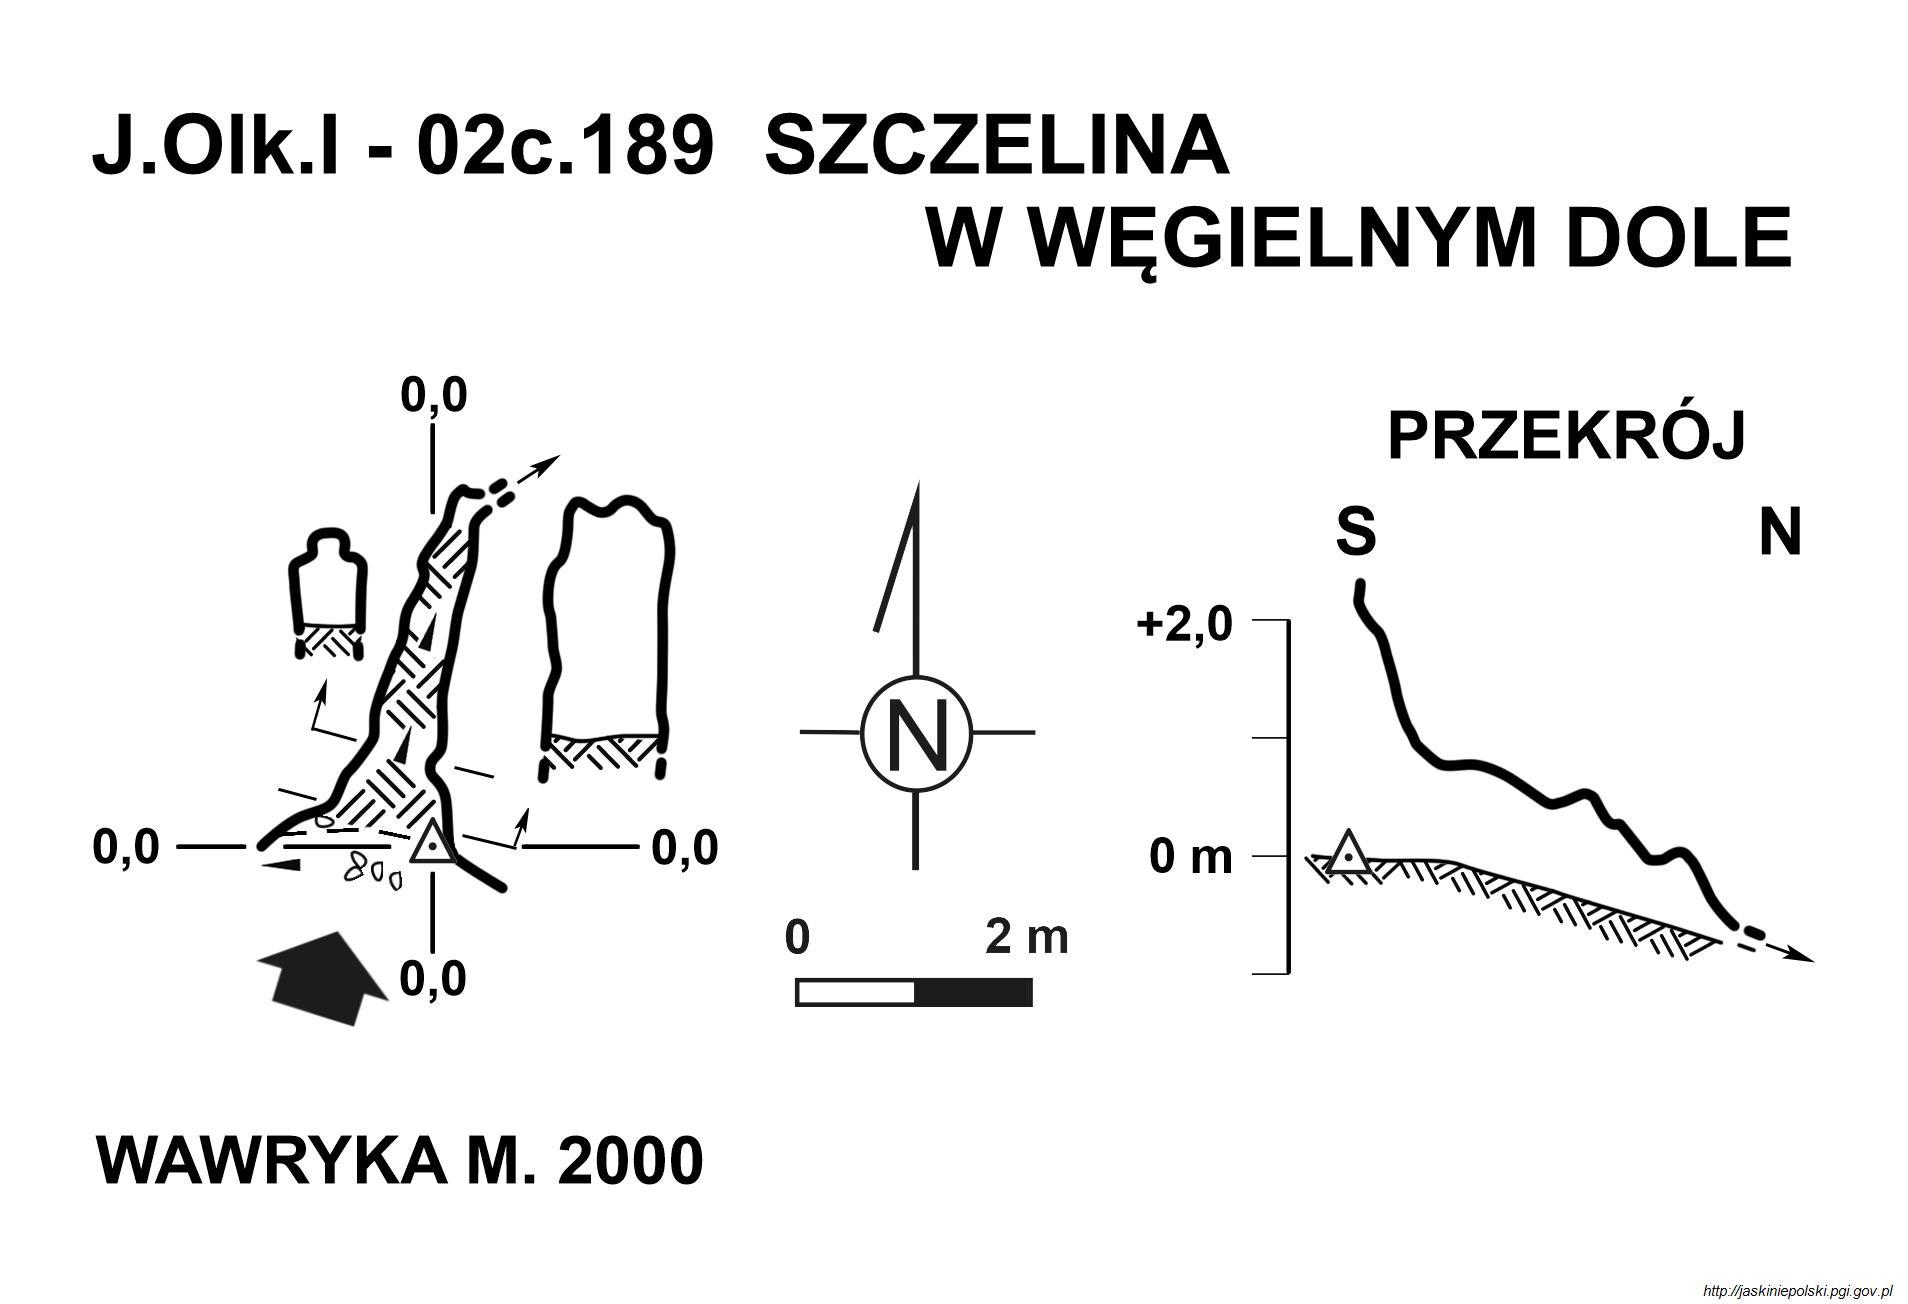 J.Olk.I - 02c.189 SZCZELINA
W WĘGIELNYM DOLE
0,0
0,0
0,0
0,0
N
0
2 m
PRZEKRÓJ
S
N
+2,0
0 m
WAWRYKA M. 2000
http://jaskiniepolski.pgi.gov.pl